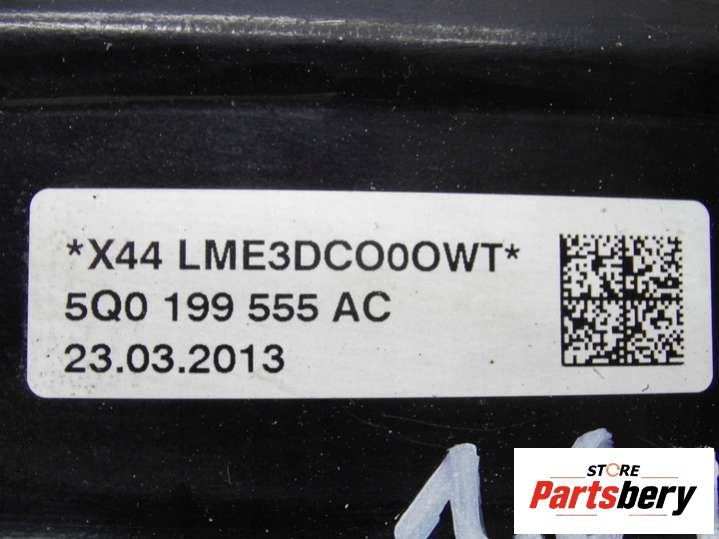 *X44 LME3DCO0OWT*
5Q0 199 555 AC
23.03.2013
STORE
Partsbery